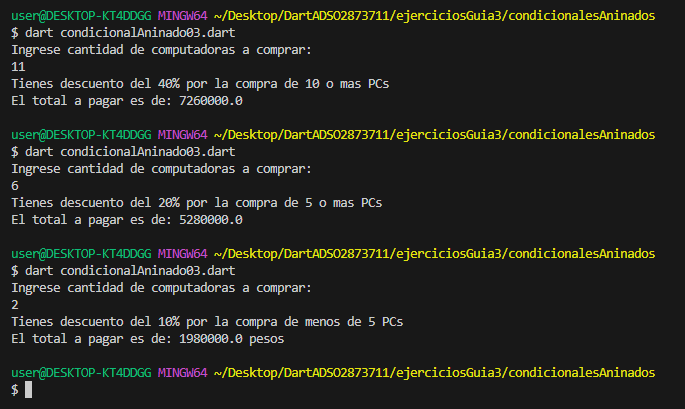 user@DESKTOP-KT4DDGG MINGW64 ~/Desktop/DartADSO2873711/ejerciciosGuia3/condicionalesAninados
$ dart condicionalAninado03.dart
Ingrese cantidad de computadoras a comprar:
11
Tienes descuento del 40% por la compra de 10 o mas PCs
El total a pagar es de: 7260000.0
user@DESKTOP-KT4DDGG MINGW64 ~/Desktop/DartADSO2873711/ejerciciosGuia3/condicionalesAninados
$ dart condicionalAninado03.dart
Ingrese cantidad de computadoras a comprar:
6
Tienes descuento del 20% por la compra de 5 o mas PCs
El total a pagar es de: 5280000.0
user@DESKTOP-KT4DDGG MINGW64 ~/Desktop/DartADSO2873711/ejerciciosGuia3/condicionalesAninados
$ dart condicionalAninado03.dart
Ingrese cantidad de computadoras a comprar:
2
Tienes descuento del 10% por la compra de menos de 5 PCs
El total a pagar es de: 1980000.0 pesos
user@DESKTOP-KT4DDGG MINGW64 ~/Desktop/DartADSO2873711/ejerciciosGuia3/condicionalesAninados
$